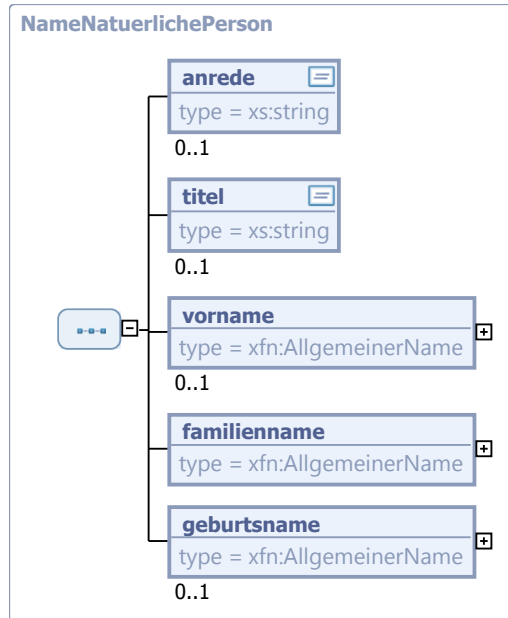 NameNatuerlichePerson
anrede
type = xs:string
0..1
titel
type = xs:string
0..1
vorname
type = xfn:AllgemeinerName
0..1
familienname
type = xfn:AllgemeinerName
geburtsname
type = xfn:AllgemeinerName
0..1